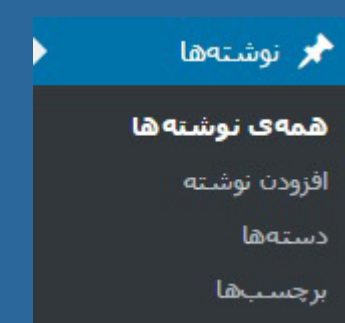 نوشته‌ها
همه‌ی نوشته‌ها
افزودن نوشته
دسته‌ها
برچسب‌ها